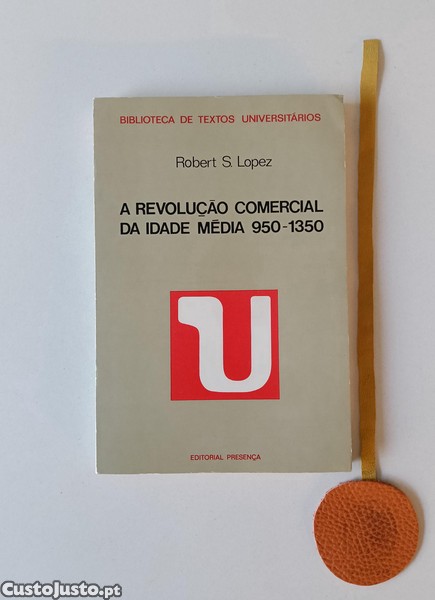 BIBLIOTECA DE TEXTOS UNIVERSITÁRIOS
Robert S. Lopez
A REVOLUÇÃO COMERCIAL
DA IDADE MÉDIA 950-1350
U
EDITORIAL PRESENÇA
CustoJusto.pt